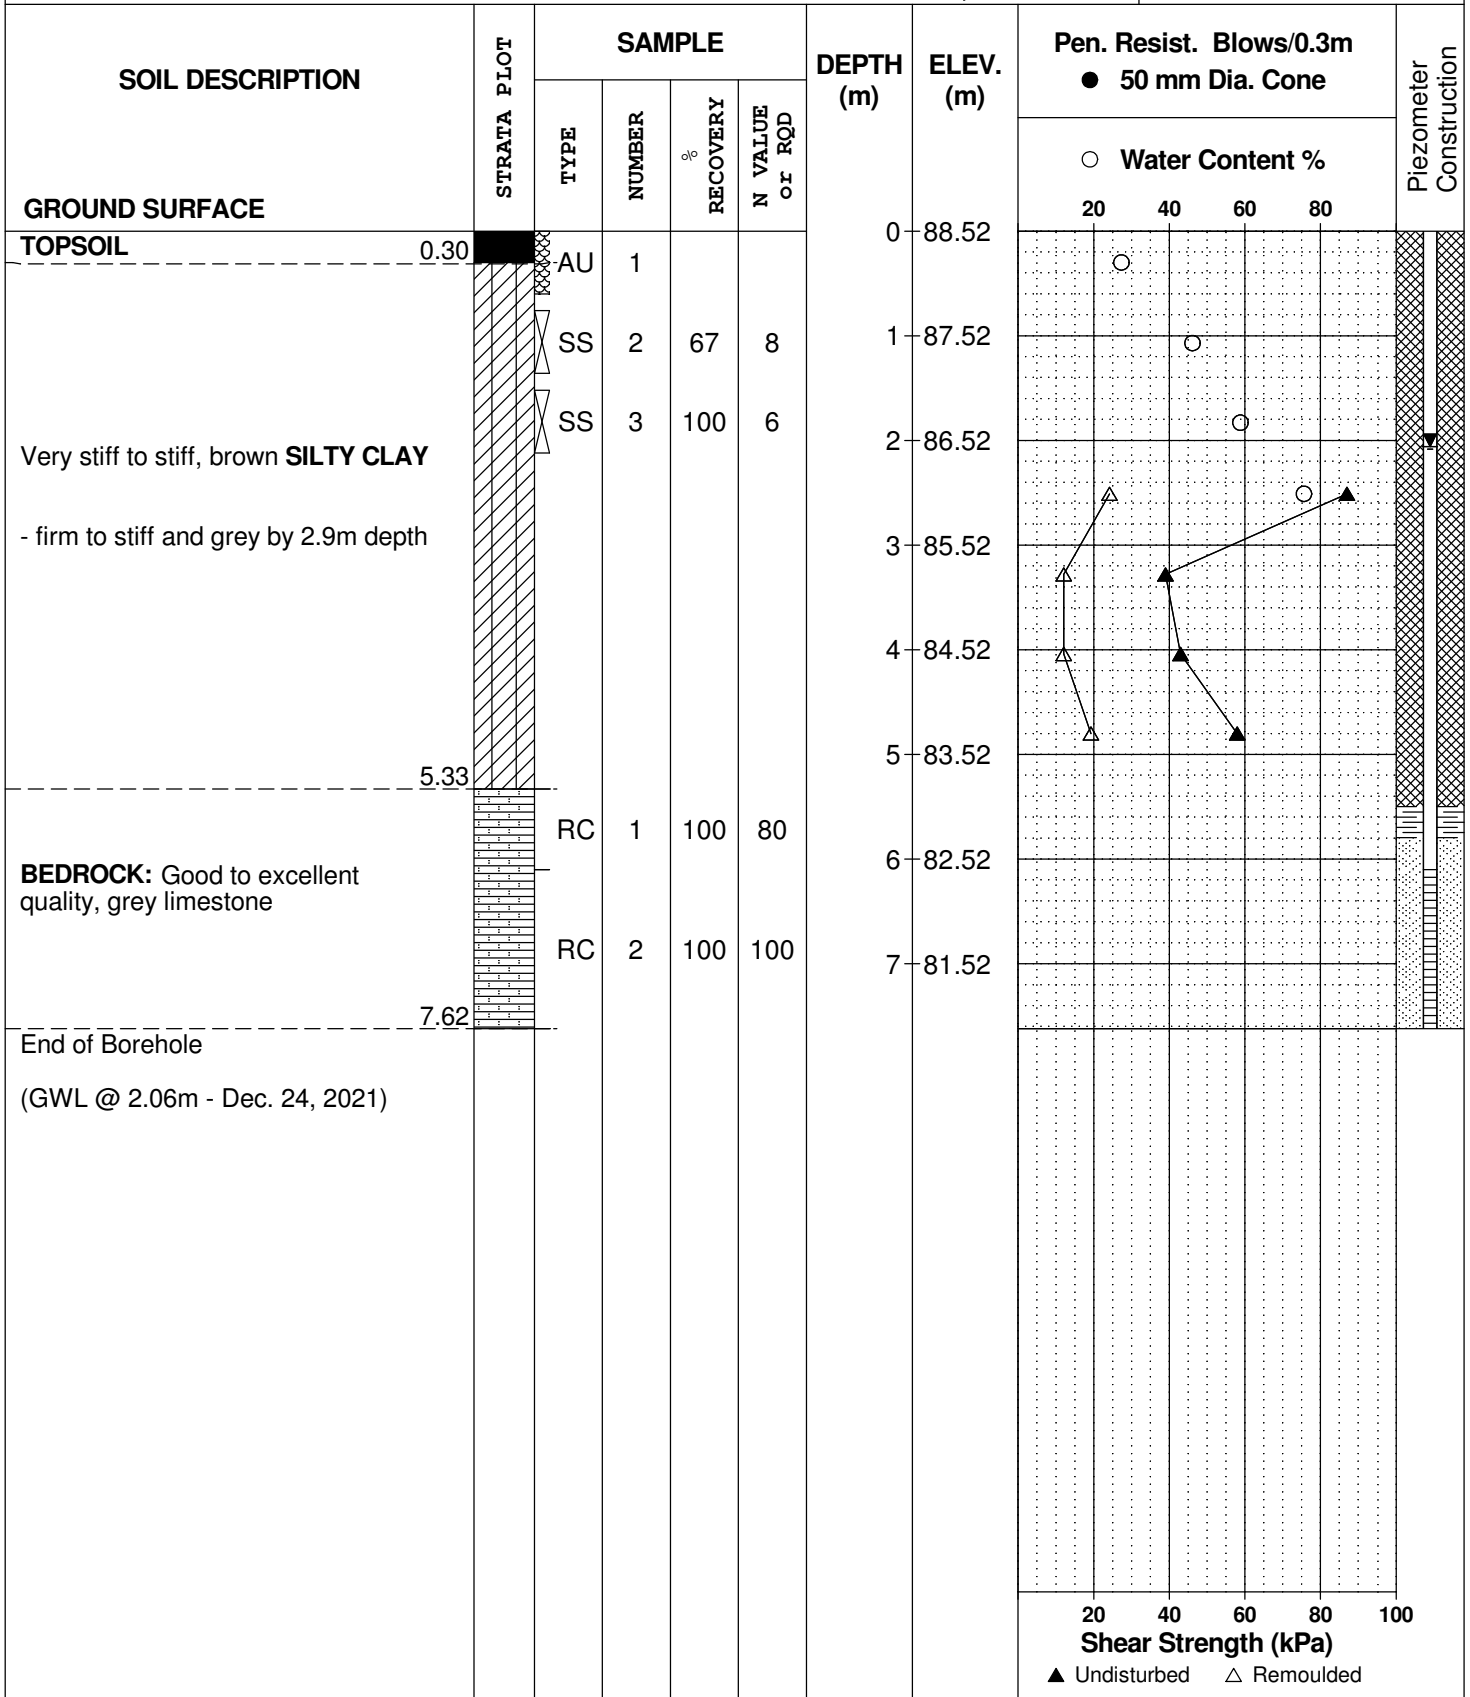 SOIL DESCRIPTION
GROUND SURFACE
STRATA PLOT
SAMPLE
TYPE
NUMBER
%
RECOVERY
N VALUE
or RQD
DEPTH
(m)
ELEV.
(m)
Pen. Resist. Blows/0.3m
● 50 mm Dia. Cone
○ Water Content %
20 40 60 80
Piezometer
Construction
0 88.52
TOPSOIL 0.30
AU 1
SS 2 67 8
1 87.52
SS 3 100 6
2 86.52
Very stiff to stiff, brown SILTY CLAY
- firm to stiff and grey by 2.9m depth
3 85.52
4 84.52
5 83.52
5.33
RC 1 100 80
6 82.52
BEDROCK: Good to excellent
quality, grey limestone
RC 2 100 100
7 81.52
7.62
End of Borehole
(GWL @ 2.06m - Dec. 24, 2021)
20 40 60 80 100
Shear Strength (kPa)
▲ Undisturbed △ Remoulded